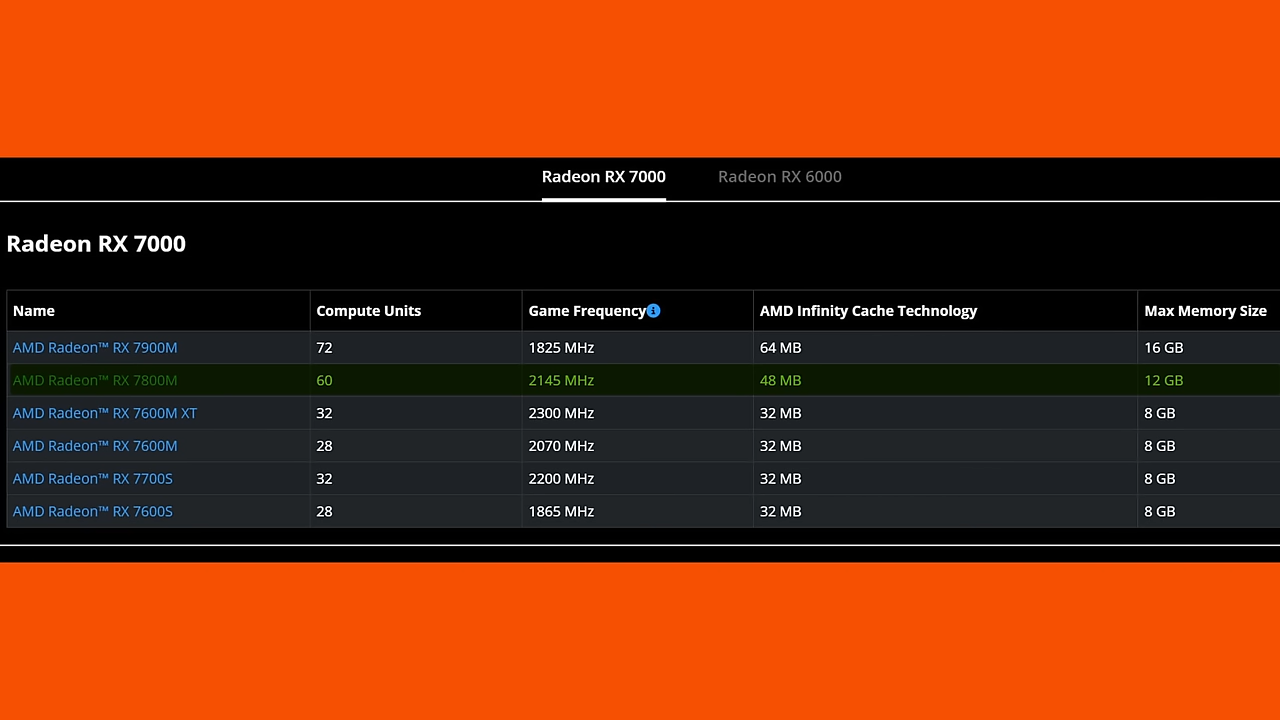 Radeon RX 7000 Radeon RX 6000
Radeon RX 7000
Name Compute Units Game Frequency AMD Infinity Cache Technology Max Memory Size
AMD Radeon™ RX 7900M 72 1825 MHz 64 MB 16 GB
AMD Radeon™ RX 7800M 60 2145 MHz 48 MB 12 GB
AMD Radeon™ RX 7600M XT 32 2300 MHz 32 MB 8 GB
AMD Radeon™ RX 7600M 28 2070 MHz 32 MB 8 GB
AMD Radeon™ RX 7700S 32 2200 MHz 32 MB 8 GB
AMD Radeon™ RX 7600S 28 1865 MHz 32 MB 8 GB